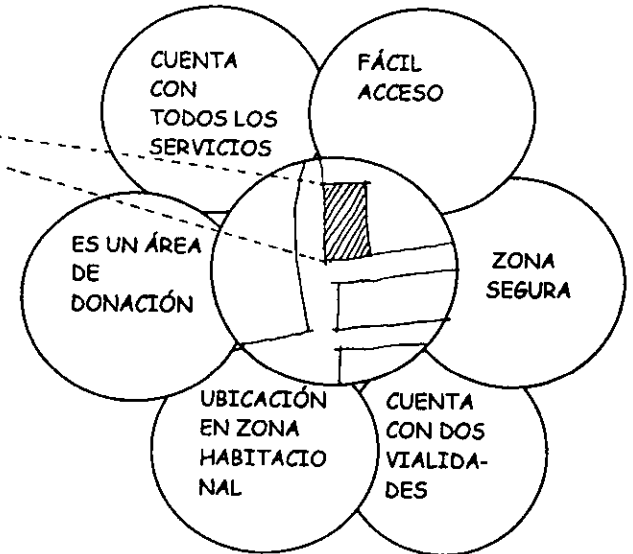 CUENTA
CON
TODOS LOS
SERVICIOS
FÁCIL
ACCESO
ES UN ÁREA
DE
DONACIÓN
ZONA
SEGURA
UBICACIÓN
EN ZONA
HABITACIO
NAL
CUENTA
CON DOS
VIALIDA-
DES